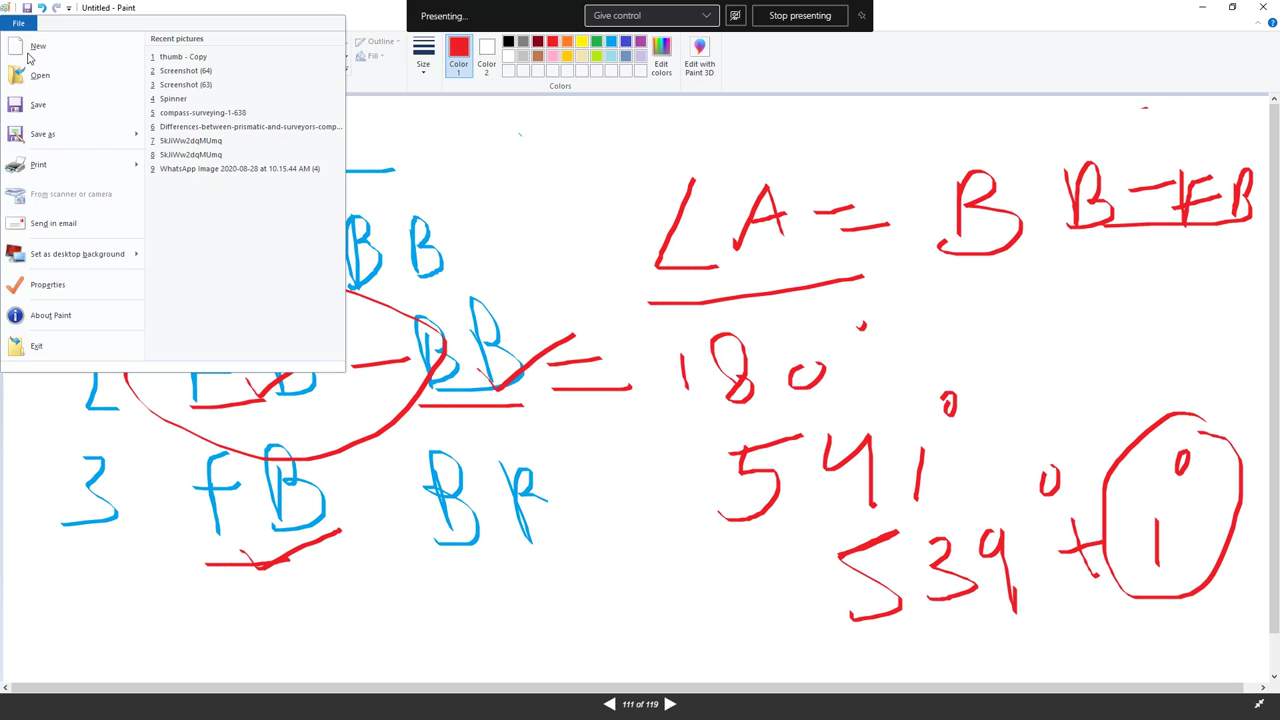 Untitled - Paint
Presenting...
Give control
Stop presenting
File
New
Open
Save
Save as
Print
From scanner or camera
Send in email
Set as desktop background
Properties
About Paint
Exit
Recent pictures
1 thumb - Copy
2 Screenshot (64)
3 Screenshot (63)
4 Spinner
5 compass-surveying-1-638
6 Differences-between-prismatic-and-surveyors-comp...
7 5kJiWw2dqMUmq
8 5kJiWw2dqMUmq
9 WhatsApp Image 2020-08-28 at 10.15.44 AM (4)
Outline
Fill
Size
Color 1
Color 2
Edit colors
Edit with Paint 3D
Colors
∠A = B B-FB
BB
- BB = 180°
541°
3 FB BB 539° + 1°
111 of 119